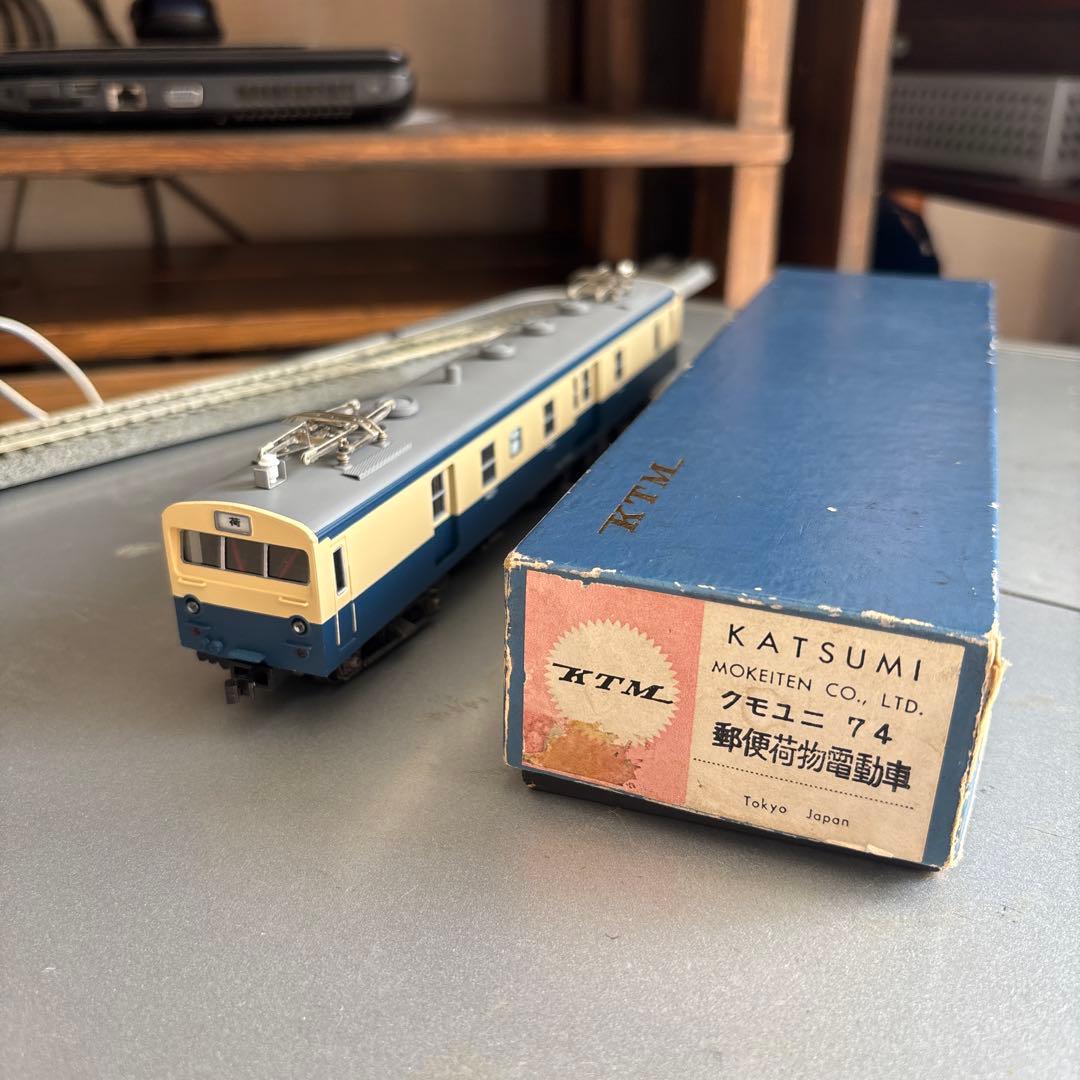 荷
KTM
KTM
KATSUMI
MOKEITEN CO., LTD.
クモユニ 74
郵便荷物電動車
Tokyo Japan